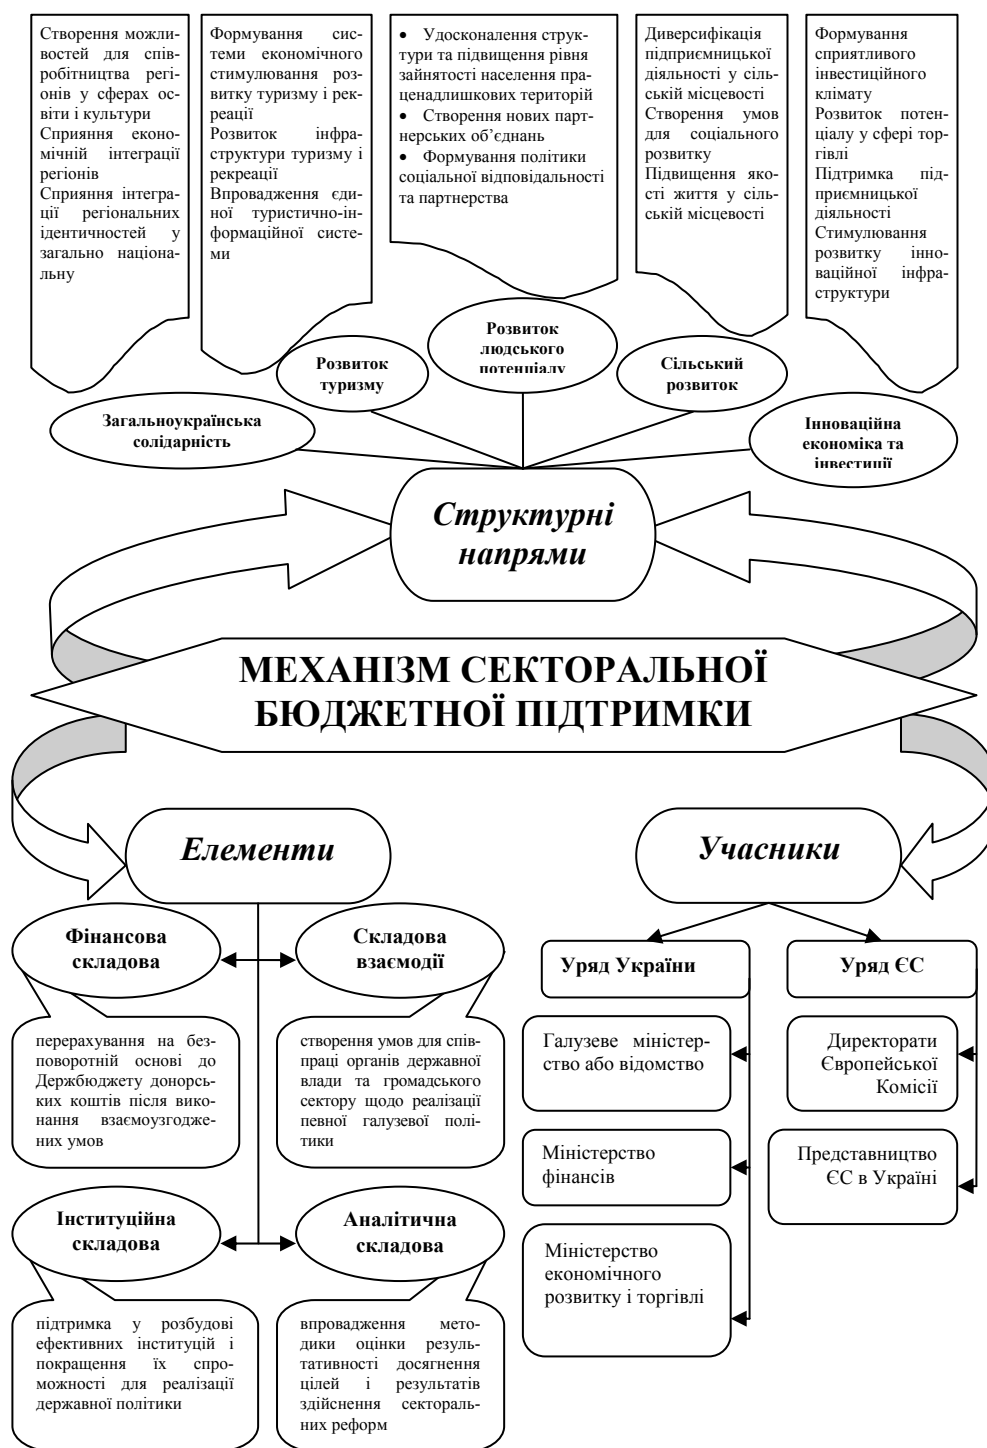 Створення можли-
востей для спів-
робітництва регі-
онів у сферах ос-
віти і культури
Сприяння еконо-
мічній інтеграції
регіонів
Сприяння інтегра-
ції регіональних
ідентичностей у
загально націона-
льну
Формування сис-
теми економічного
стимулювання роз-
витку туризму і рек-
реації
Розвиток інфра-
структури туризму і
рекреації
Впровадження єди-
ної туристично-ін-
формаційної систе-
ми
• Удосконалення струк-
тури та підвищення рівня
зайнятості населення пра-
ценадлишкових територій
• Створення нових парт-
нерських об’єднань
• Формування політики
соціальної відповідальності
та партнерства
Диверсифікація
підприємницької
діяльності у сіль-
ській місцевості
Створення умов
для соціального
розвитку
Підвищення яко-
сті життя у сіль-
ській місцевості
Формування
сприятливого
інвестиційного
клімату
Розвиток потен-
ціалу у сфері тор-
гівлі
Підтримка під-
приємницької
діяльності
Стимулювання
розвитку інно-
ваційної інфра-
структури
Загальноукраїнська
солідарність
Розвиток
туризму
Розвиток
людського
потенціалу
Сільський
розвиток
Інноваційна
економіка та
інвестиції
Структурні
напрями
МЕХАНІЗМ СЕКТОРАЛЬНОЇ
БЮДЖЕТНОЇ ПІДТРИМКИ
Елементи
Учасники
Фінансова
складова
Складова
взаємодії
перерахування на без-
поворотній основі до
Держбюджету донорсь-
ких коштів після вико-
нання взаємоузгодже-
них умов
створення умов для спів-
праці органів державної
влади та громадського
сектору щодо реалізації
певної галузевої полі-
тики
Інституційна
складова
Аналітична
складова
підтримка у розбудові
ефективних інституцій і
покращення їх спро-
можності для реалізації
державної політики
впровадження мето-
дики оцінки резуль-
тативності досягнення
цілей і результатів
здійснення сектораль-
них реформ
Уряд України
Уряд ЄС
Галузеве міністер-
ство або відомство
Міністерство
фінансів
Міністерство
економічного
розвитку і торгівлі
Директорати
Європейської
Комісії
Представництво
ЄС в Україні